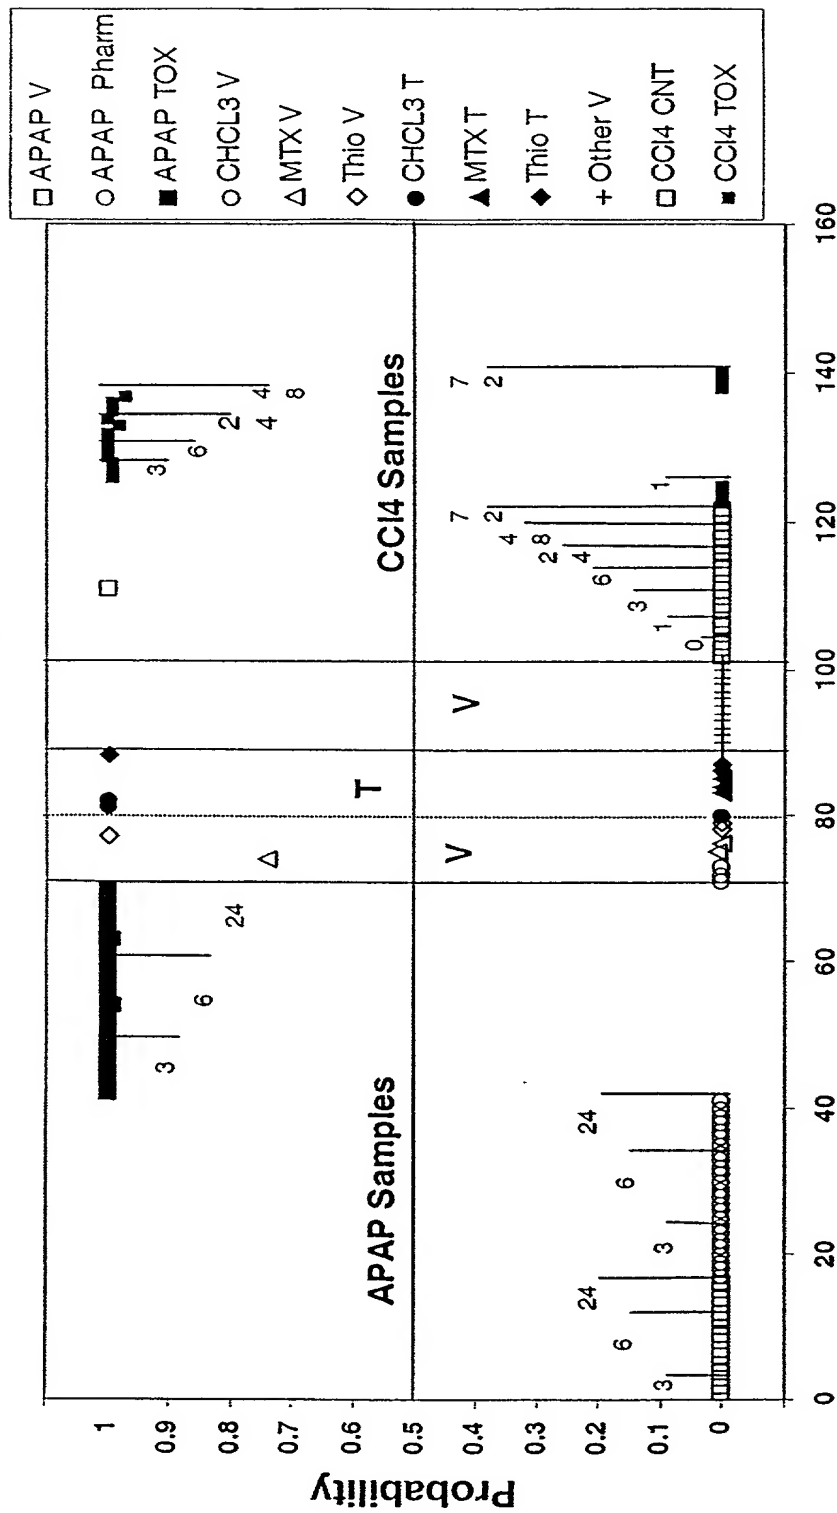 Probability
1
0.9
0.8
0.7
0.6
0.5
0.4
0.3
0.2
0.1
0
0
20
40
60
80
100
120
140
160
3
6
24
3
6
2
4
4
8
T
APAP Samples
CCl4 Samples
V
V
3
6
24
3
6
24
0
1
3
6
2
4
4
8
7
2
1
7
2
APAP V
APAP Pharm
APAP TOX
CHCL3 V
MTX V
Thio V
CHCL3 T
MTX T
Thio T
Other V
CCl4 CNT
CCl4 TOX